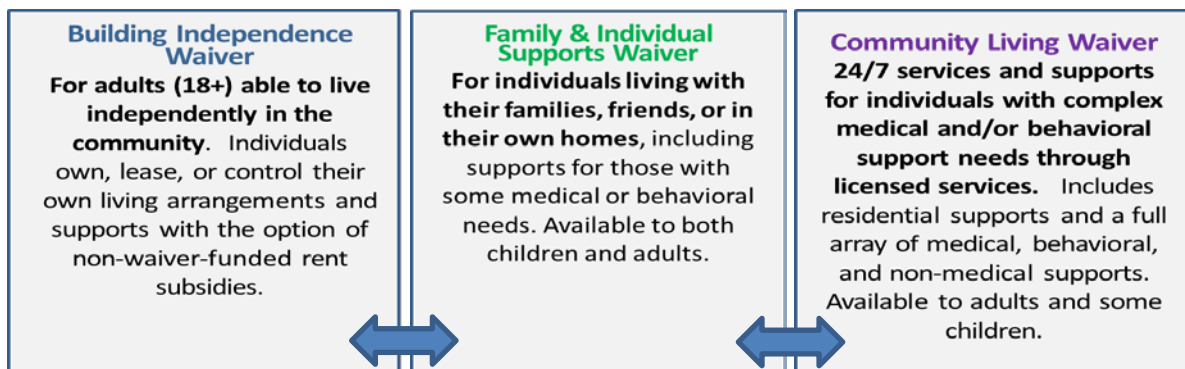 Building Independence
Waiver
For adults (18+) able to live
independently in the
community.  Individuals
own, lease, or control their
own living arrangements and
supports with the option of
non-waiver-funded rent
subsidies.
Family & Individual
Supports Waiver
For individuals living with
their families, friends, or in
their own homes, including
supports for those with
some medical or behavioral
needs. Available to both
children and adults.
Community Living Waiver
24/7 services and supports
for individuals with complex
medical and/or behavioral
support needs through
licensed services.  Includes
residential supports and a full
array of medical, behavioral,
and non-medical supports.
Available to adults and some
children.